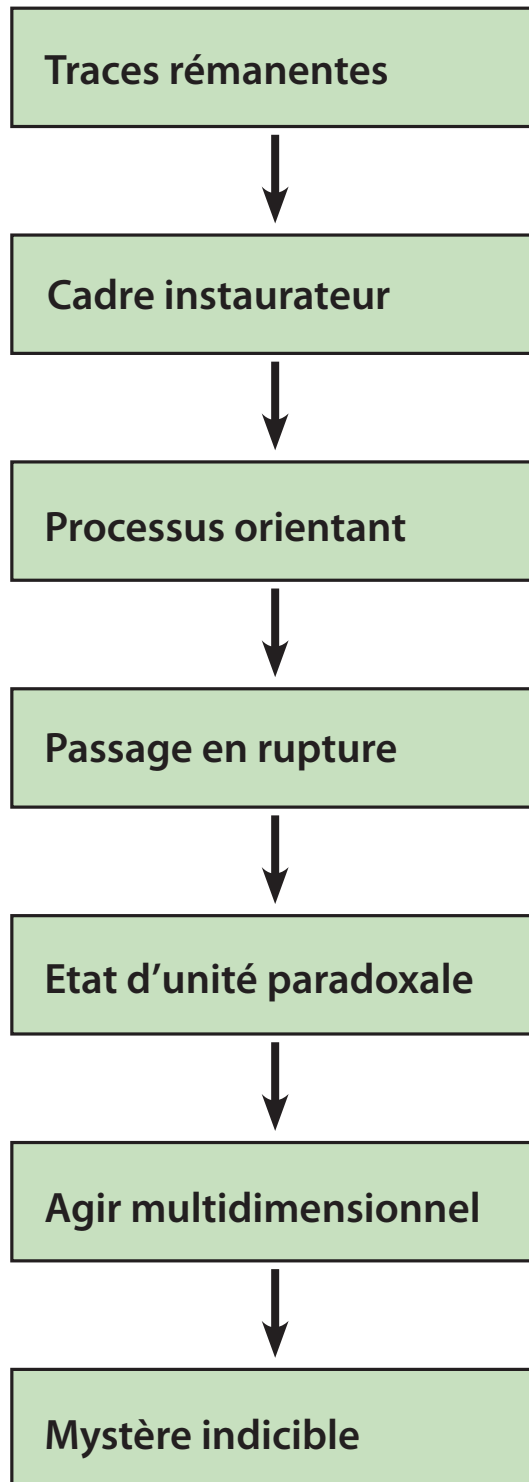 Traces rémanentes
Cadre instaurateur
Processus orientant
Passage en rupture
Etat d’unité paradoxale
Agir multidimensionnel
Mystère indicible